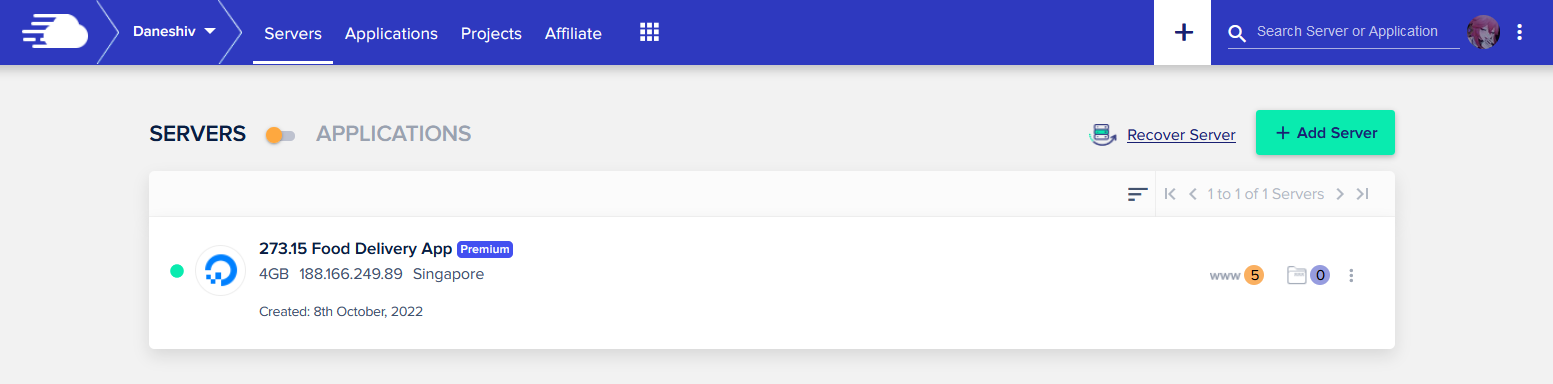 Daneshiv Servers Applications Projects Affiliate + Search Server or Application
SERVERS APPLICATIONS Recover Server + Add Server
1 to 1 of 1 Servers
273.15 Food Delivery App Premium
4GB 188.166.249.89 Singapore
www 5 0
Created: 8th October, 2022